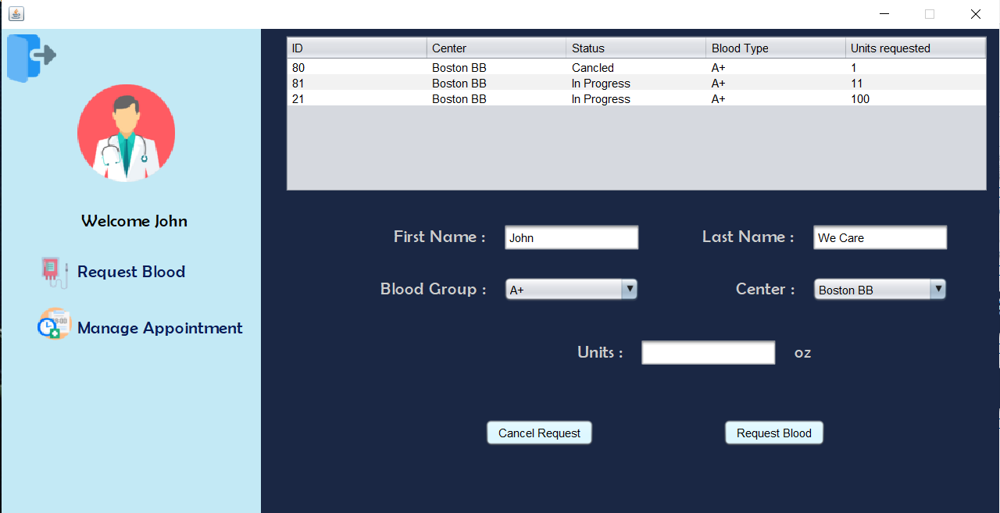 ID Center Status Blood Type Units requested
80 Boston BB Cancled A+ 1
81 Boston BB In Progress A+ 11
21 Boston BB In Progress A+ 100
Welcome John
Request Blood
Manage Appointment
First Name : John Last Name : We Care
Blood Group : A+ Center : Boston BB
Units : oz
Cancel Request Request Blood